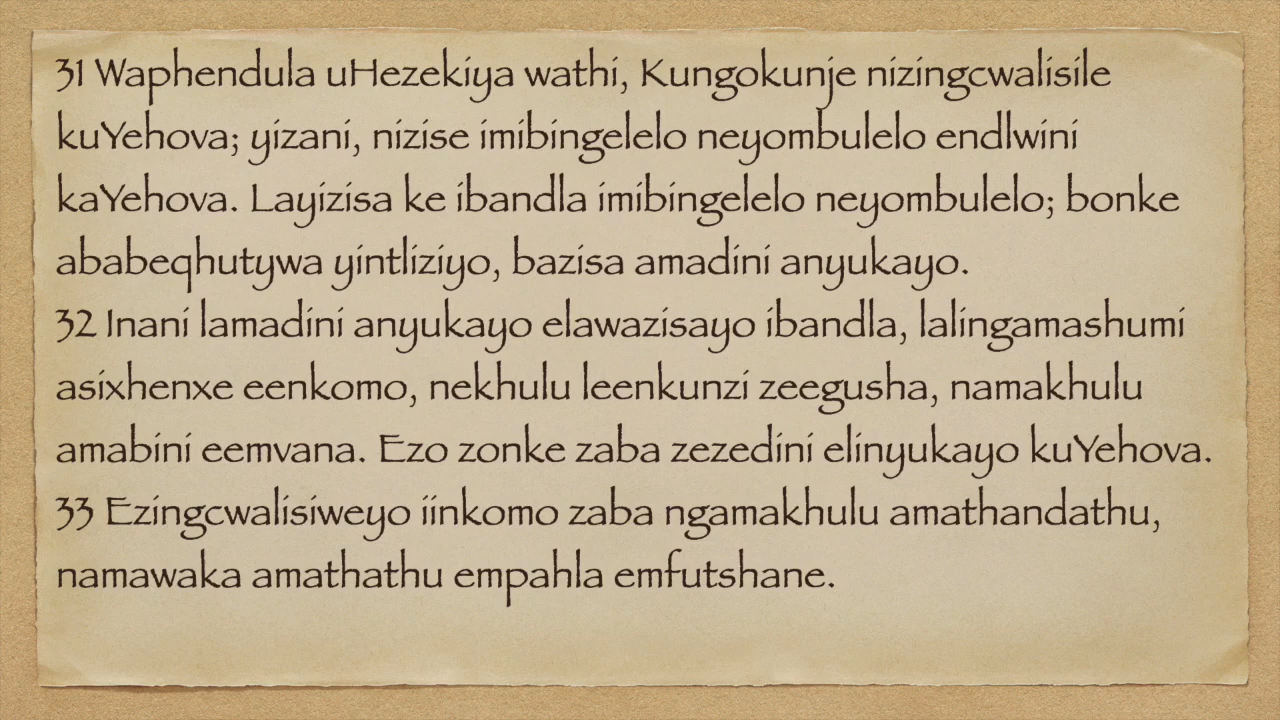 31 Waphendula uHezekiya wathi, Kungokunje nizingcwalisile
kuYehova; yizani, nizise imibingelelo neyombulelo endlwini
kaYehova. Layizisa ke ibandla imibingelelo neyombulelo; bonke
ababeqhutywa yintliziyo, bazisa amadini anyukayo.
32 Inani lamadini anyukayo elawazisayo ibandla, lalingamashumi
asixhenxe eenkomo, nekhulu leenkunzi zeegusha, namakhulu
amabini eemvana. Ezo zonke zaba zezedini elinyukayo kuYehova.
33 Ezingcwalisiweyo iinkomo zaba ngamakhulu amathandathu,
namawaka amathathu empahla emfutshane.